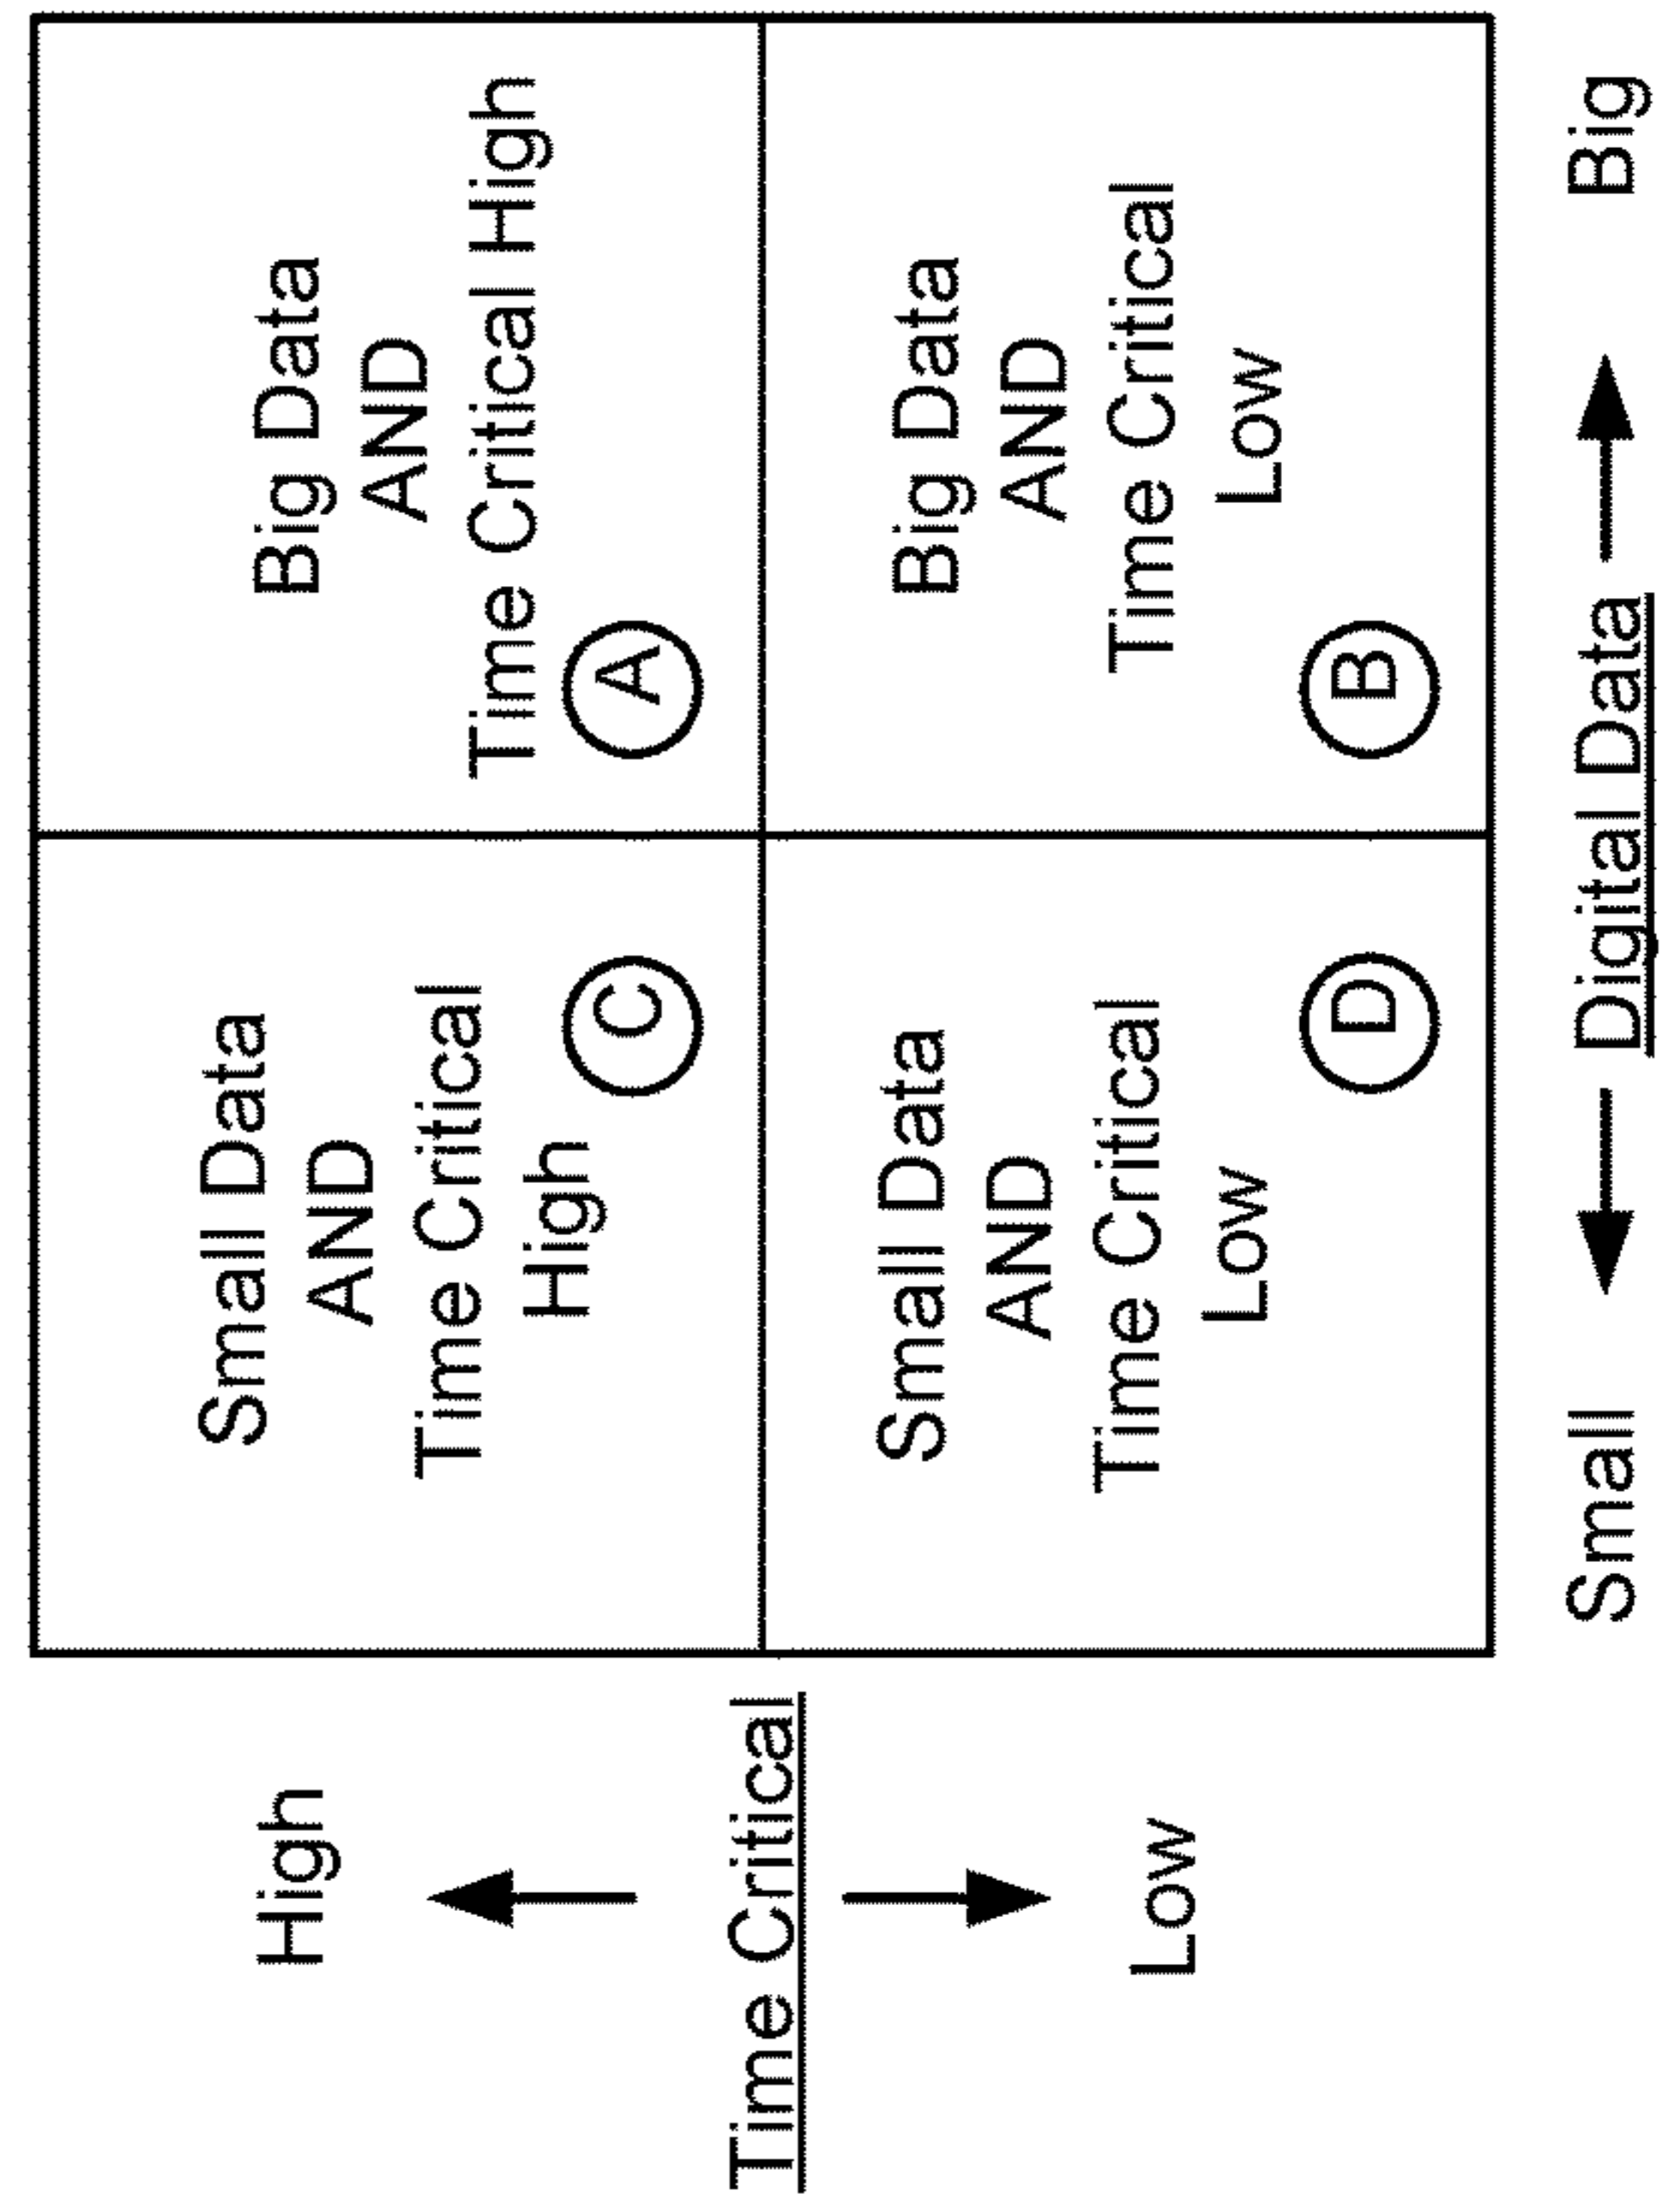 High
Time Critical
Low
Small Data
AND
Time Critical
High
C
Big Data
AND
Time Critical High
A
Small Data
AND
Time Critical
Low
D
Big Data
AND
Time Critical
Low
B
Small
Digital Data
Big